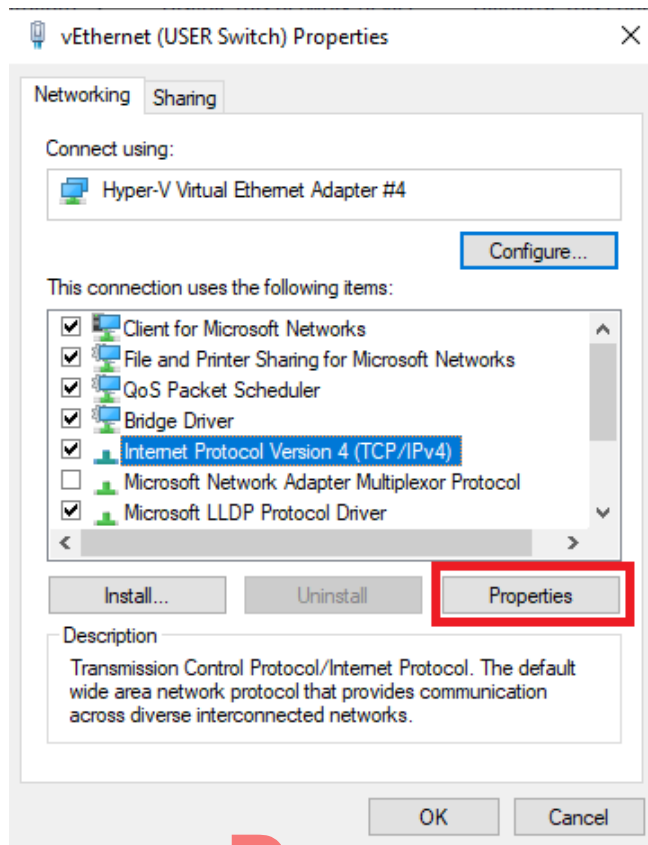 vEthernet (USER Switch) Properties
Networking
Sharing
Connect using:
Hyper-V Virtual Ethernet Adapter #4
Configure...
This connection uses the following items:
Client for Microsoft Networks
File and Printer Sharing for Microsoft Networks
QoS Packet Scheduler
Bridge Driver
Internet Protocol Version 4 (TCP/IPv4)
Microsoft Network Adapter Multiplexor Protocol
Microsoft LLDP Protocol Driver
Install...
Uninstall
Properties
Description
Transmission Control Protocol/Internet Protocol. The default
wide area network protocol that provides communication
across diverse interconnected networks.
OK
Cancel